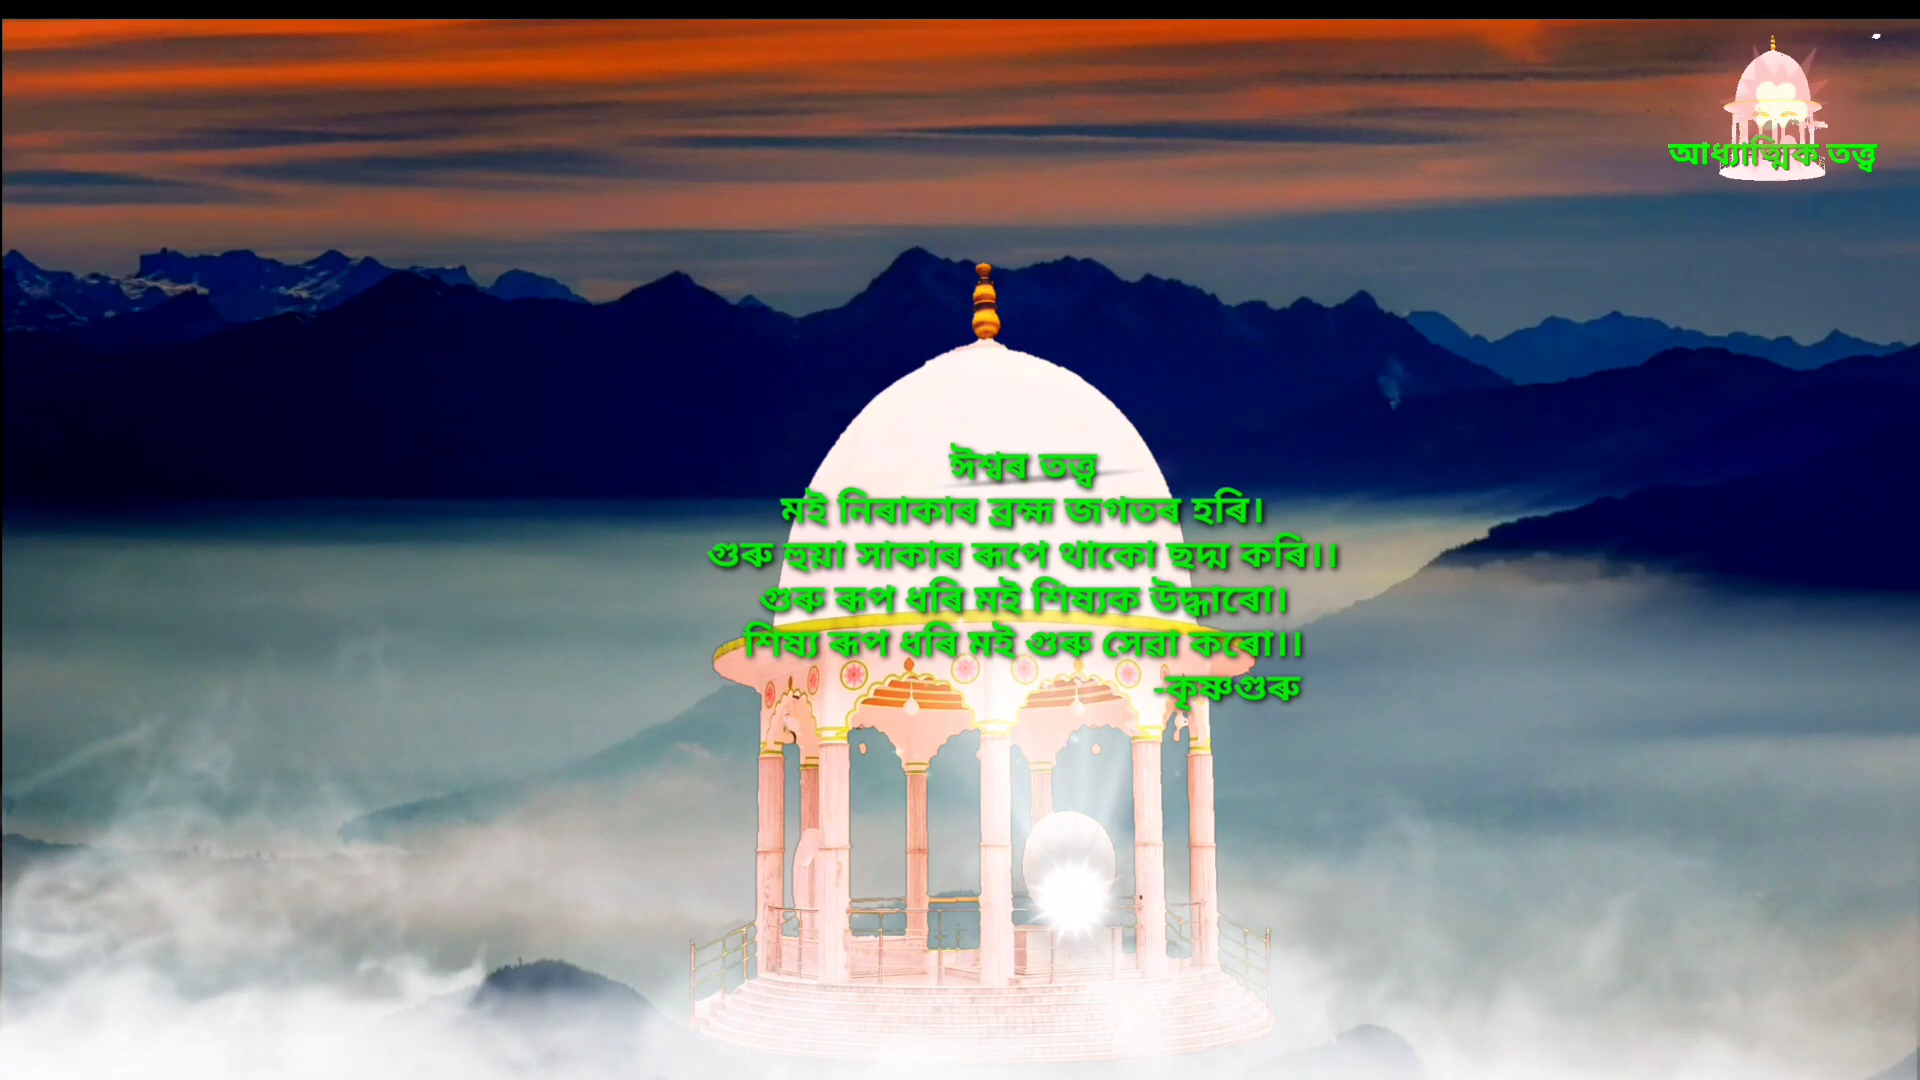 আধ্যাত্মিক তত্ত্ব
ঈশ্বৰ তত্ত্ব
মই নিৰাকাৰ ব্ৰহ্ম জগতৰ হৰি।
গুৰু হুয়া সাকাৰ ৰূপে থাকো ছদ্ম কৰি।।
গুৰু ৰূপ ধৰি মই শিষ্যক উদ্ধাৰো।
শিষ্য ৰূপ ধৰি মই গুৰু সেৱা কৰো।।
-কৃষ্ণগুৰু